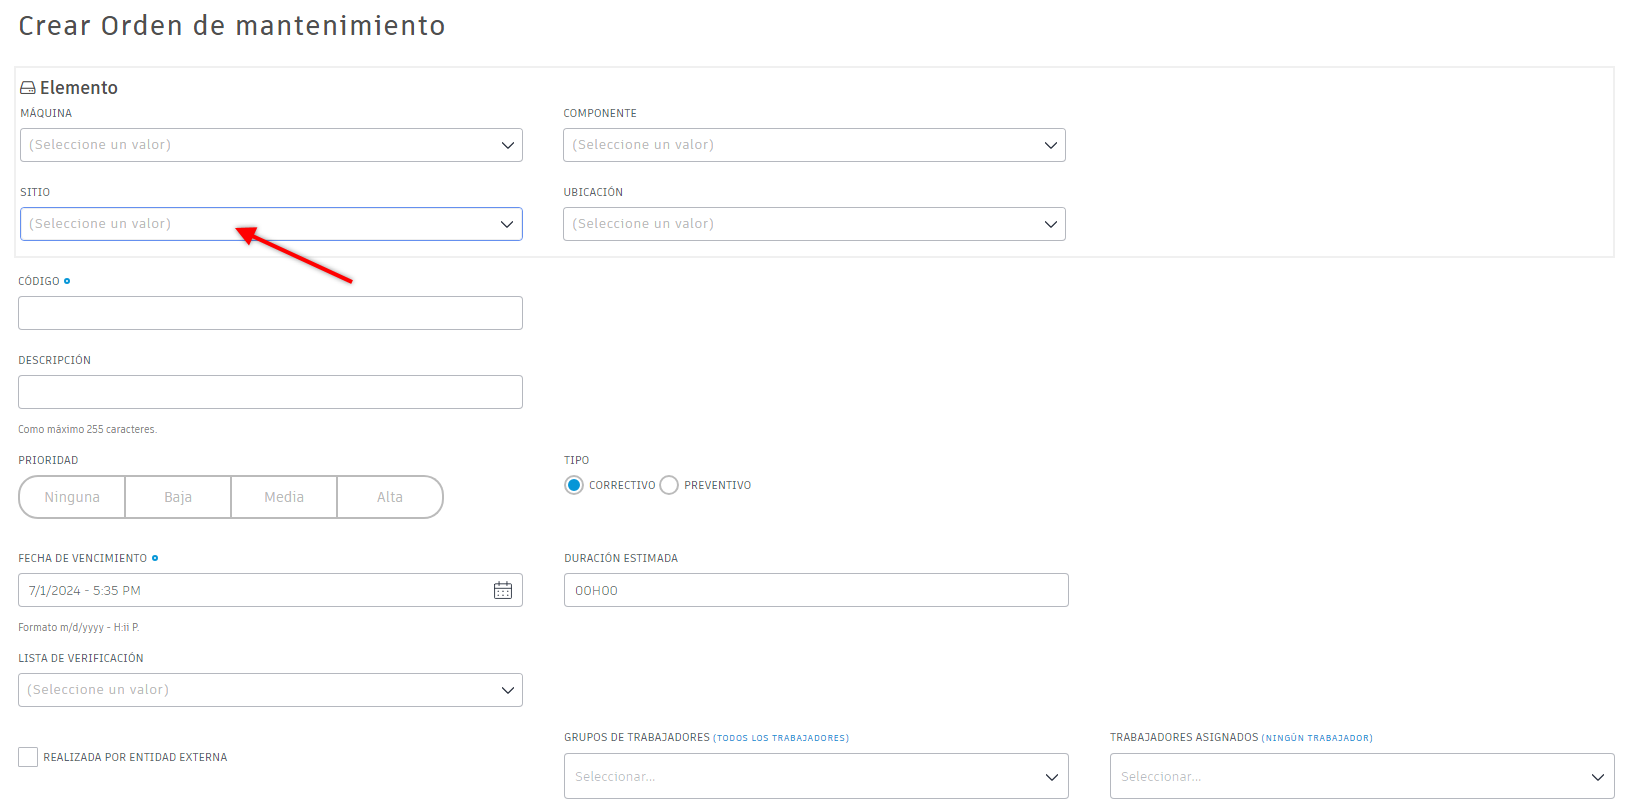 Crear Orden de mantenimiento
Elemento
MÁQUINA
COMPONENTE
(Seleccione un valor)
(Seleccione un valor)
SITIO
UBICACIÓN
(Seleccione un valor)
(Seleccione un valor)
CÓDIGO
DESCRIPCIÓN
Como máximo 255 caracteres.
PRIORIDAD
TIPO
Ninguna Baja Media Alta
CORRECTIVO PREVENTIVO
FECHA DE VENCIMIENTO
DURACIÓN ESTIMADA
7/1/2024 - 5:35 PM
00H00
Formato m/d/yyyy - H:ii P.
LISTA DE VERIFICACIÓN
(Seleccione un valor)
GRUPOS DE TRABAJADORES (TODOS LOS TRABAJADORES)
TRABAJADORES ASIGNADOS (NINGÚN TRABAJADOR)
REALIZADA POR ENTIDAD EXTERNA
Seleccionar...
Seleccionar...